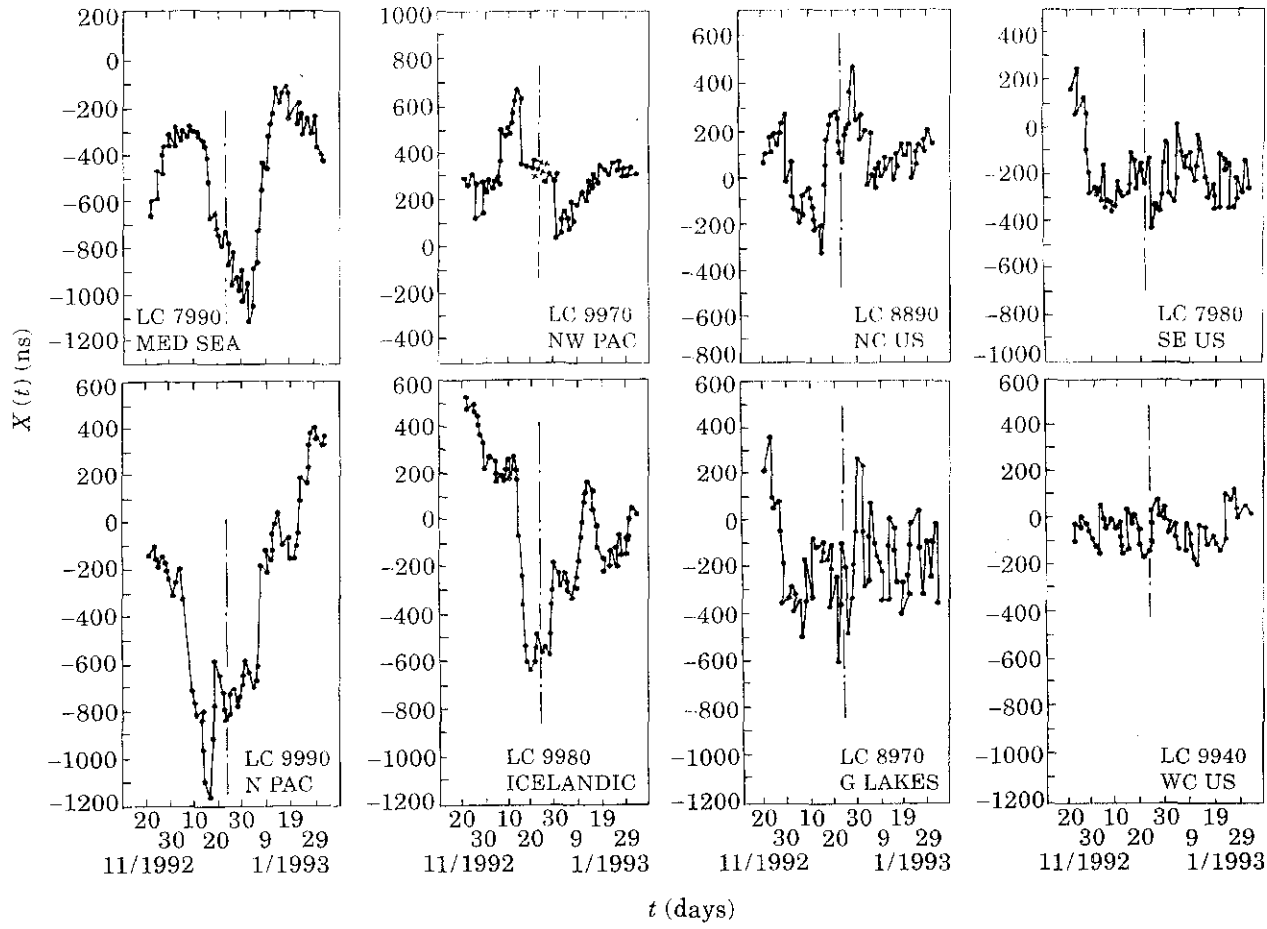 200
0
−200
−400
−600
−800
−1000
−1200
LC 7990
MED SEA
1000
800
600
400
200
0
−200
−400
LC 9970
NW PAC
600
400
200
0
−200
−400
−600
−800
LC 8890
NC US
400
200
0
−200
−400
−600
−800
−1000
LC 7980
SE US
X (t) (ns)
600
400
200
0
−200
−400
−600
−800
−1000
−1200
LC 9990
N PAC
600
400
200
0
−200
−400
−600
−800
−1000
−1200
LC 9980
ICELANDIC
600
400
200
0
−200
−400
−600
−800
−1000
−1200
LC 8970
G LAKES
600
400
200
0
−200
−400
−600
−800
−1000
−1200
LC 9940
WC US
20 10 30 19
30 20 9 29
11/1992 1/1993
20 10 30 19
30 20 9 29
11/1992 1/1993
20 10 30 19
30 20 9 29
11/1992 1/1993
20 10 30 19
30 20 9 29
11/1992 1/1993
t (days)